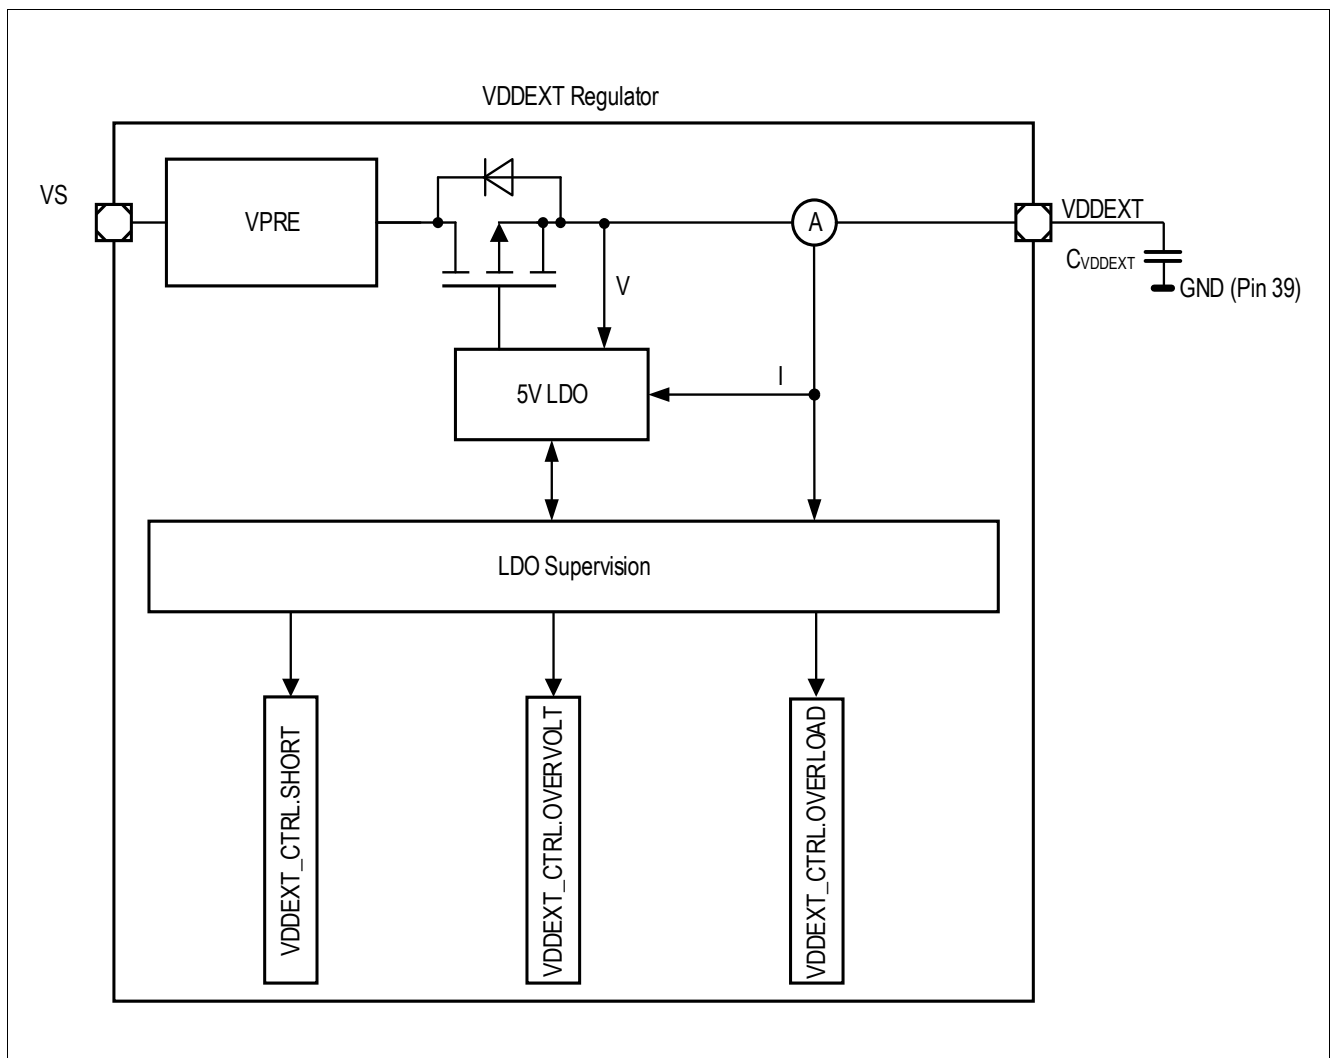 VDDEXT Regulator
VS
VPRE
A
VDDEXT
CVDDEXT
GND (Pin 39)
V
I
5V LDO
LDO Supervision
VDDEXT_CTRL.SHORT
VDDEXT_CTRL.OVERVOLT
VDDEXT_CTRL.OVERLOAD